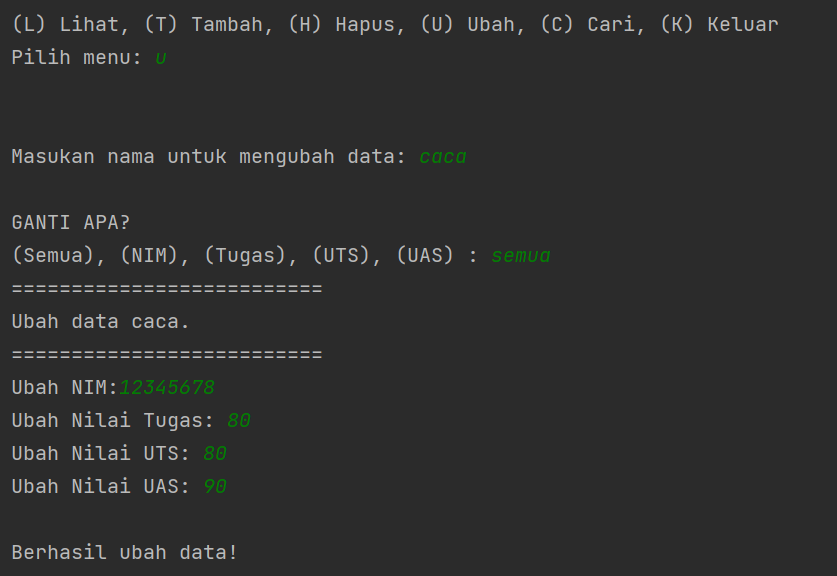 (L) Lihat, (T) Tambah, (H) Hapus, (U) Ubah, (C) Cari, (K) Keluar
Pilih menu: u
Masukan nama untuk mengubah data: caca
GANTI APA?
(Semua), (NIM), (Tugas), (UTS), (UAS) : semua
==========================
Ubah data caca.
==========================
Ubah NIM:12345678
Ubah Nilai Tugas: 80
Ubah Nilai UTS: 80
Ubah Nilai UAS: 90
Berhasil ubah data!